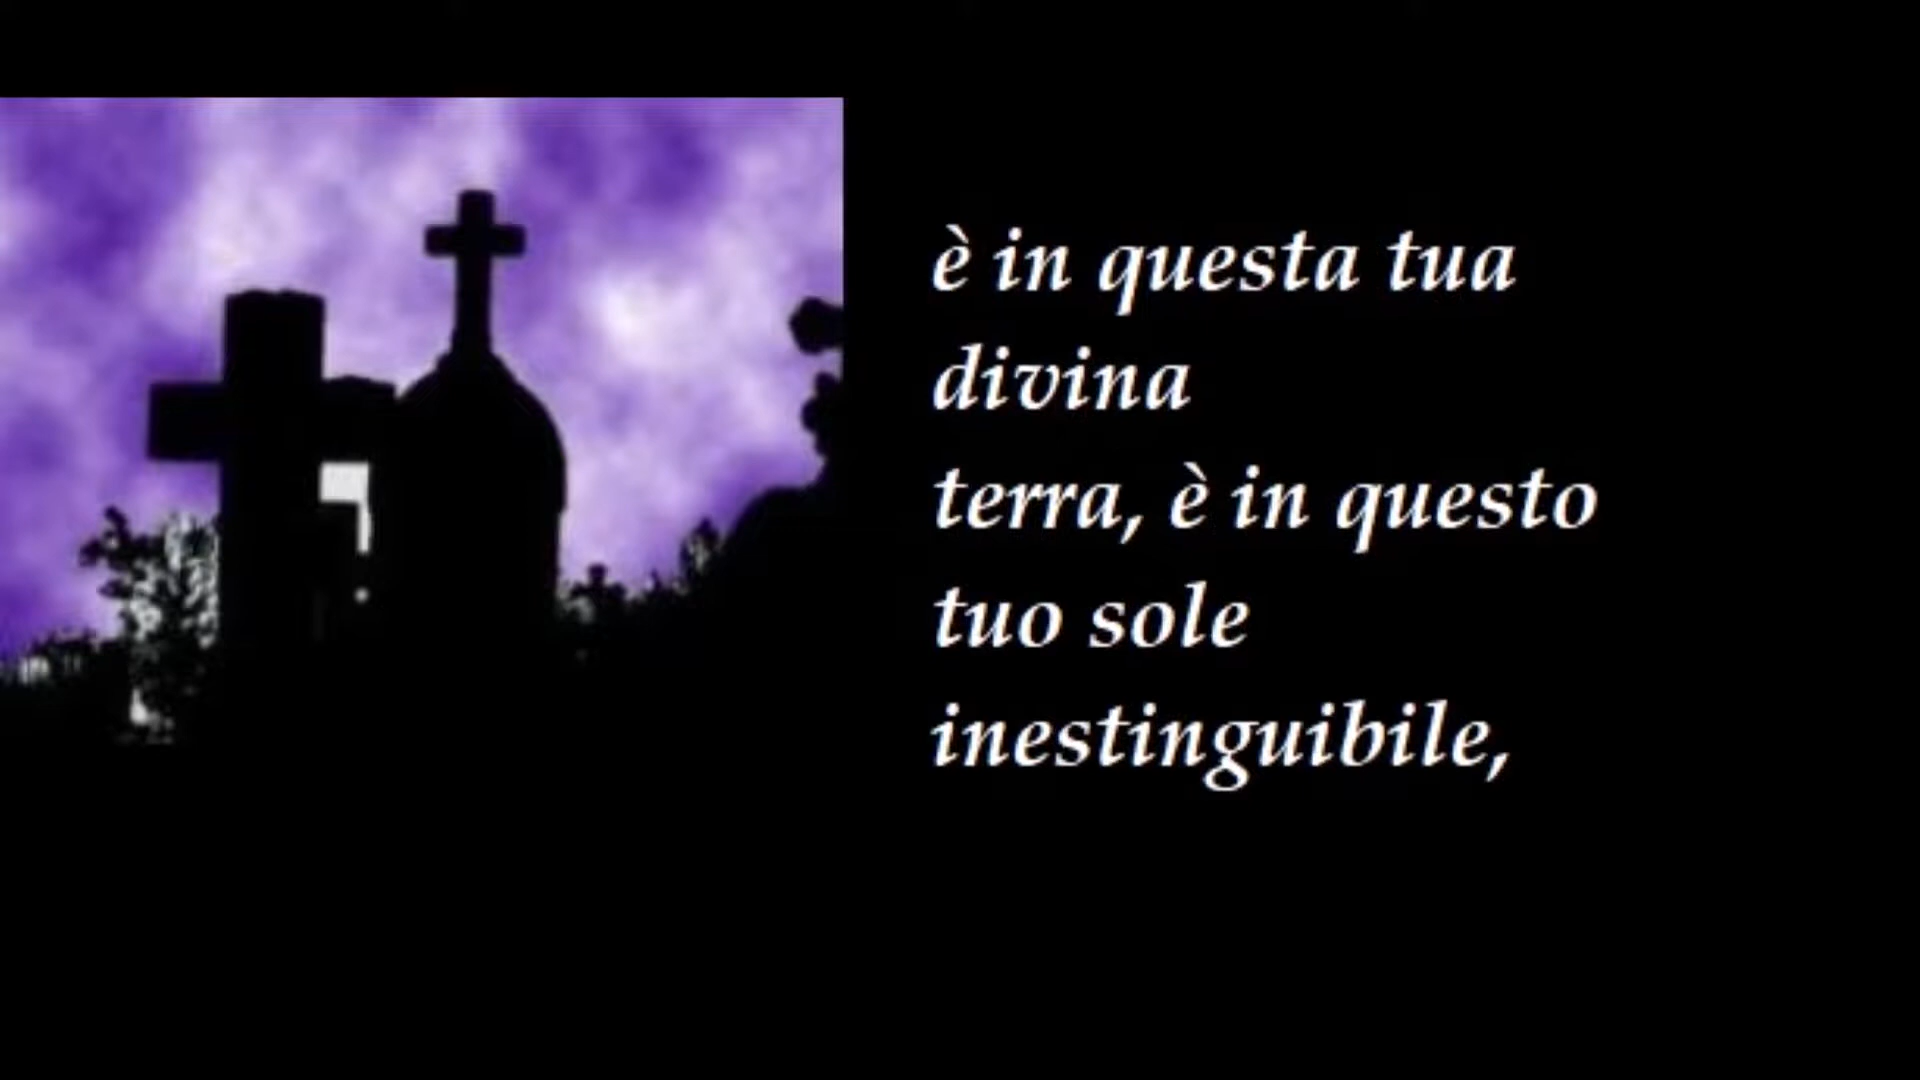 è in questa tua
divina
terra, è in questo
tuo sole
inestinguibile,